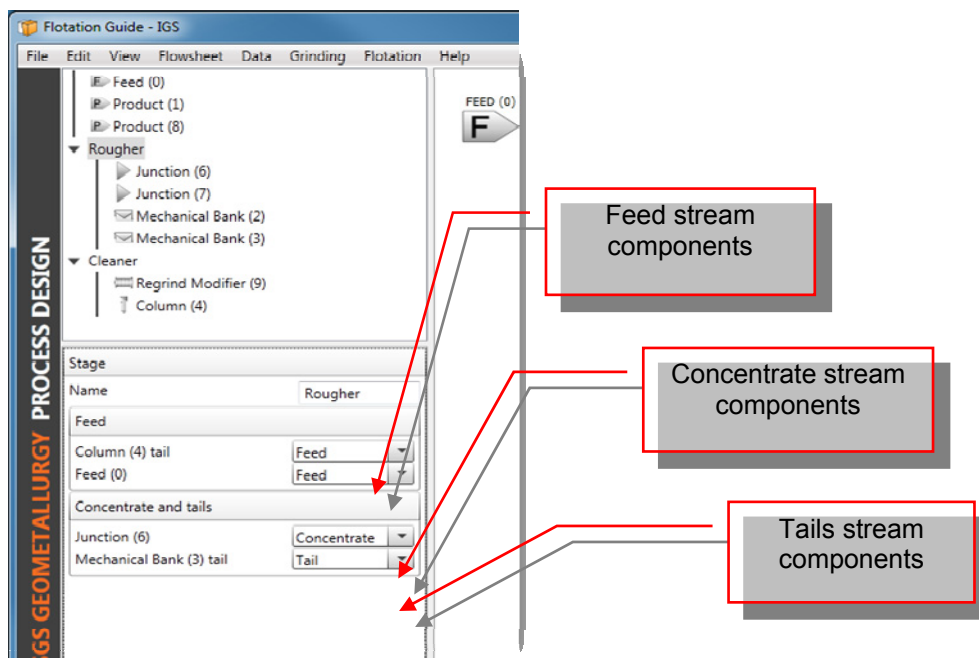 Flotation Guide - IGS
File Edit View Flowsheet Data Grinding Flotation Help
Feed (0)
Product (1)
Product (8)
Rougher
Junction (6)
Junction (7)
Mechanical Bank (2)
Mechanical Bank (3)
Cleaner
Regrind Modifier (9)
Column (4)
FEED (0)
F
SGS GEOMETALLURGY PROCESS DESIGN
Stage
Name Rougher
Feed
Column (4) tail Feed
Feed (0) Feed
Concentrate and tails
Junction (6) Concentrate
Mechanical Bank (3) tail Tail
Feed stream
components
Concentrate stream
components
Tails stream
components